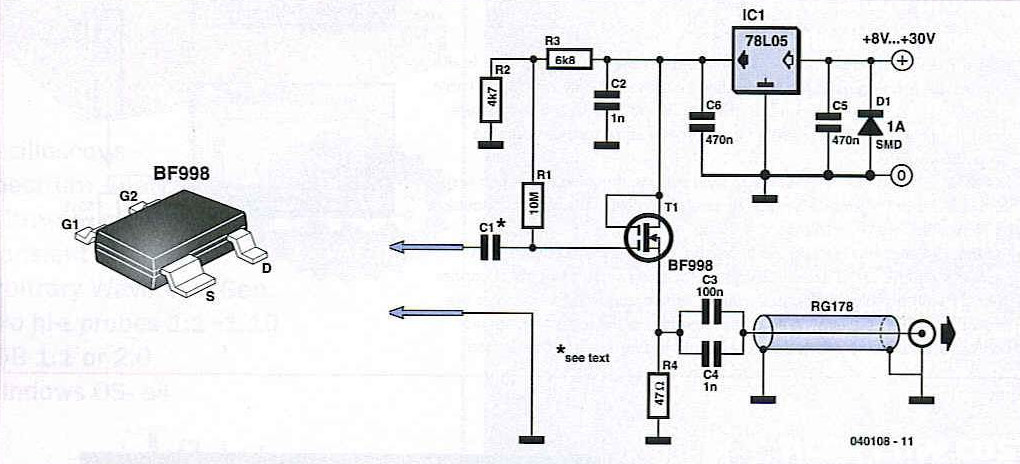 IC1
78L05
+8V...+30V
R3
6k8
R2
4k7
C2
1n
C6
470n
C5
470n
D1
1A
SMD
+
0
BF998
G2
G1
D
S
R1
10M
C1
*
T1
BF998
C3
100n
C4
1n
RG178
*see text
R4
47Ω
040108 - 11